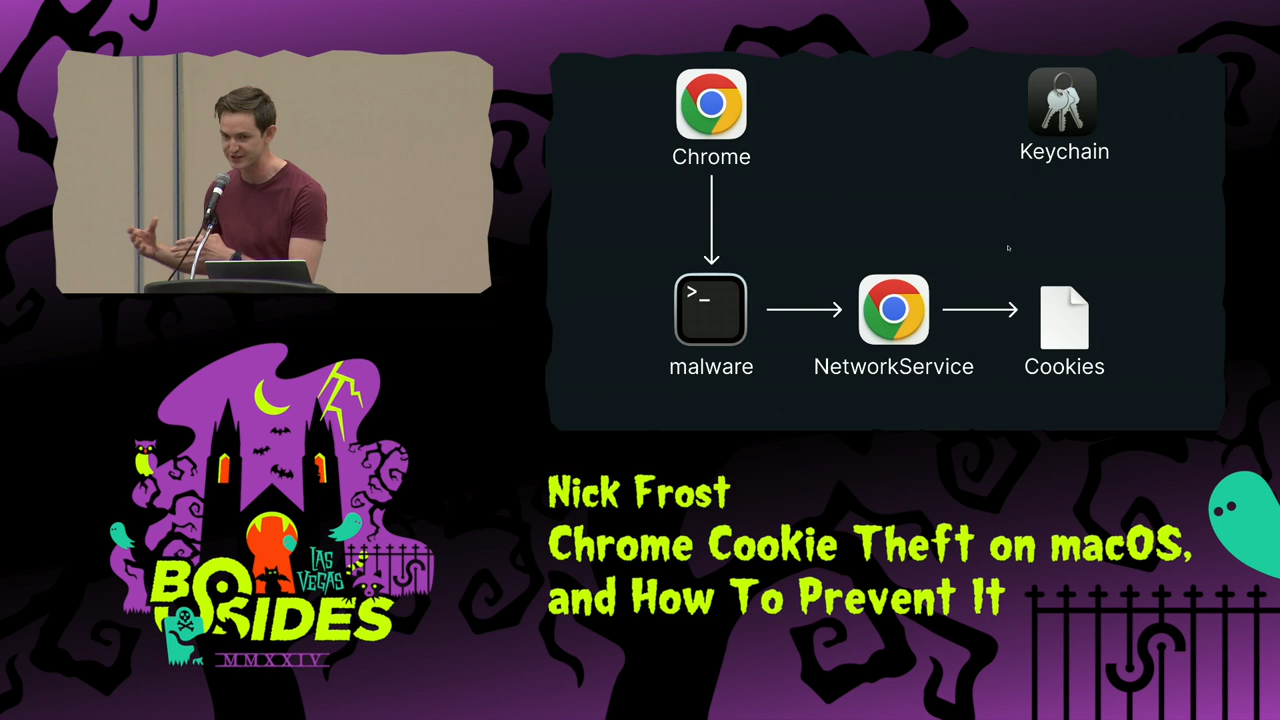 Chrome
Keychain
>_
malware
NetworkService
Cookies
Nick Frost
Chrome Cookie Theft on macOS,
and How To Prevent It
LAS
VEGAS
BSIDES
MMXXIV